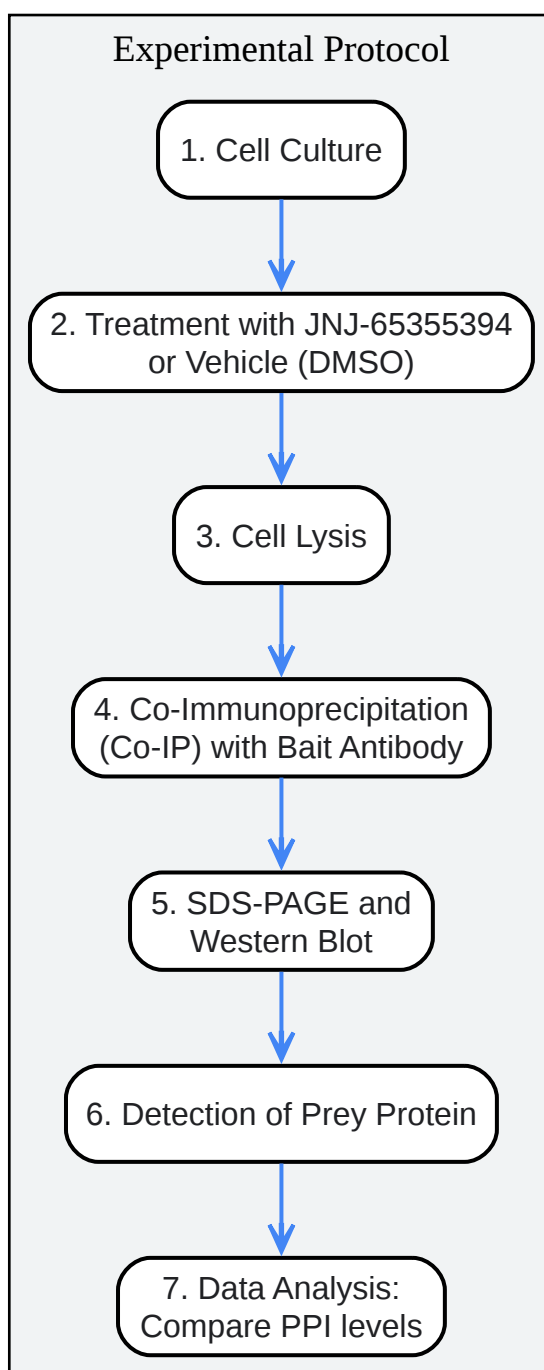 Experimental Protocol
1. Cell Culture
2. Treatment with JNJ-65355394
or Vehicle (DMSO)
3. Cell Lysis
4. Co-Immunoprecipitation
(Co-IP) with Bait Antibody
5. SDS-PAGE and
Western Blot
6. Detection of Prey Protein
7. Data Analysis:
Compare PPI levels